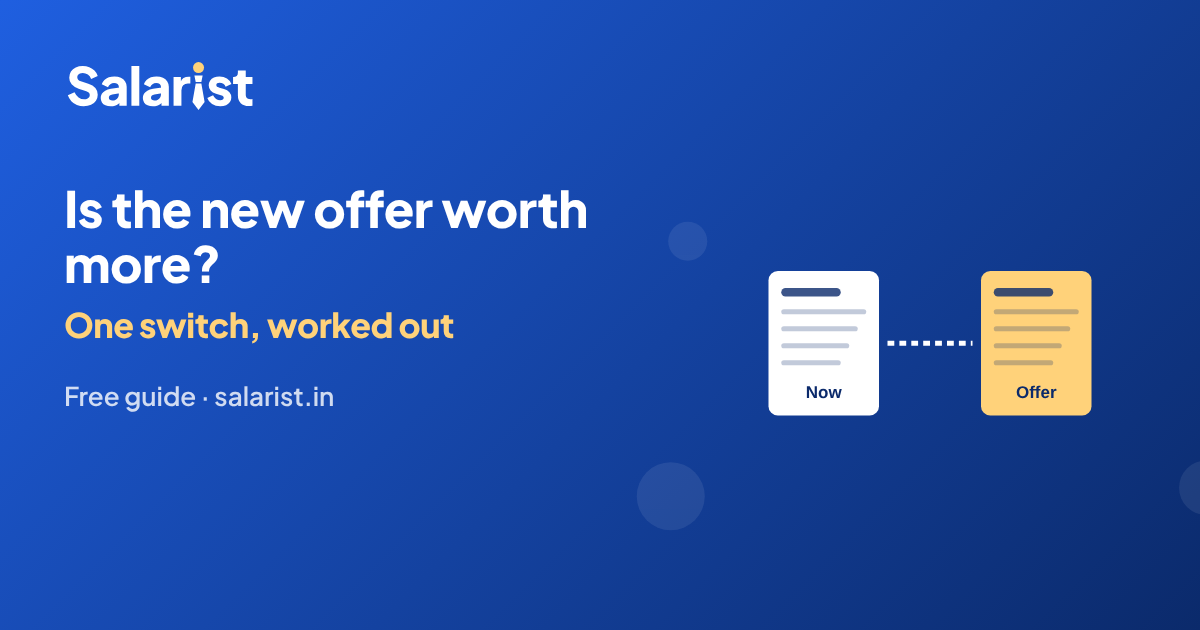 Salarist
Is the new offer worth
more?
One switch, worked out
Free guide · salarist.in
Now
Offer